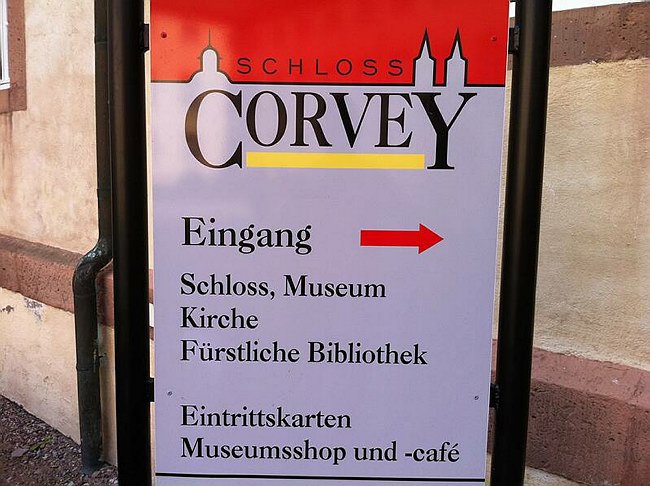 SCHLOSS
CORVEY
Eingang
Schloss, Museum
Kirche
Fürstliche Bibliothek
Eintrittskarten
Museumsshop und -café